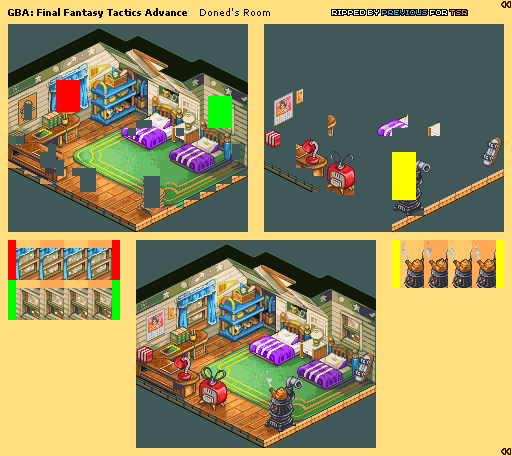 GBA: Final Fantasy Tactics Advance Doned's Room
RIPPED BY PREVIOUS FOR TSR